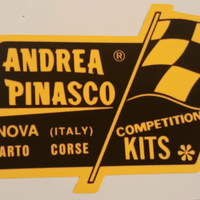 ANDREA ®
PINASCO
NOVA (ITALY)
ARTO CORSE
COMPETITION
KITS *